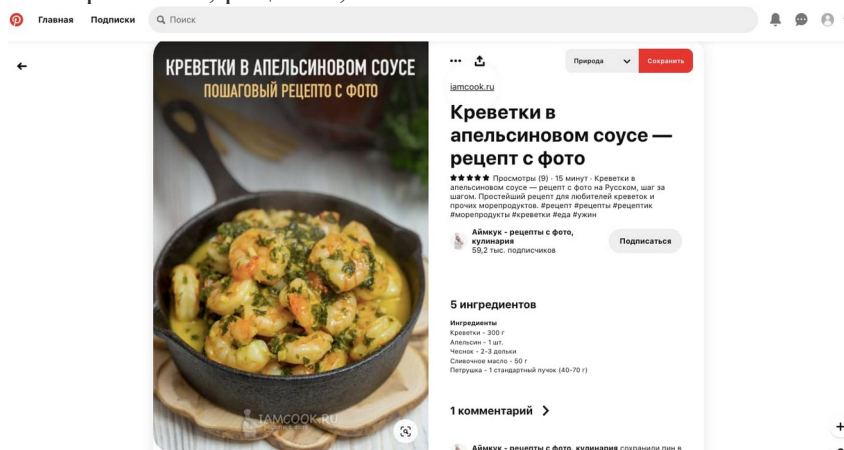 Главная
Подписки
Поиск
КРЕВЕТКИ В АПЕЛЬСИНОВОМ СОУСЕ
ПОШАГОВЫЙ РЕЦЕПТО С ФОТО
IAMCOOK.RU
Природа
Сохранить
iamcook.ru
Креветки в
апельсиновом соусе —
рецепт с фото
★★★★★ Просмотры (9) · 15 минут · Креветки в
апельсиновом соусе — рецепт с фото на Русском, шаг за
шагом. Простейший рецепт для любителей креветок и
прочих морепродуктов. #рецепт #рецепты #рецептик
#морепродукты #креветки #еда #ужин
Аймкук - рецепты с фото,
кулинария
59,2 тыс. подписчиков
Подписаться
5 ингредиентов
Ингредиенты
Креветки - 300 г
Апельсин - 1 шт.
Чеснок - 2-3 дольки
Сливочное масло - 50 г
Петрушка - 1 стандартный пучок (40-70 г)
1 комментарий
Аймкук - рецепты с фото, кулинария сохранили пин в